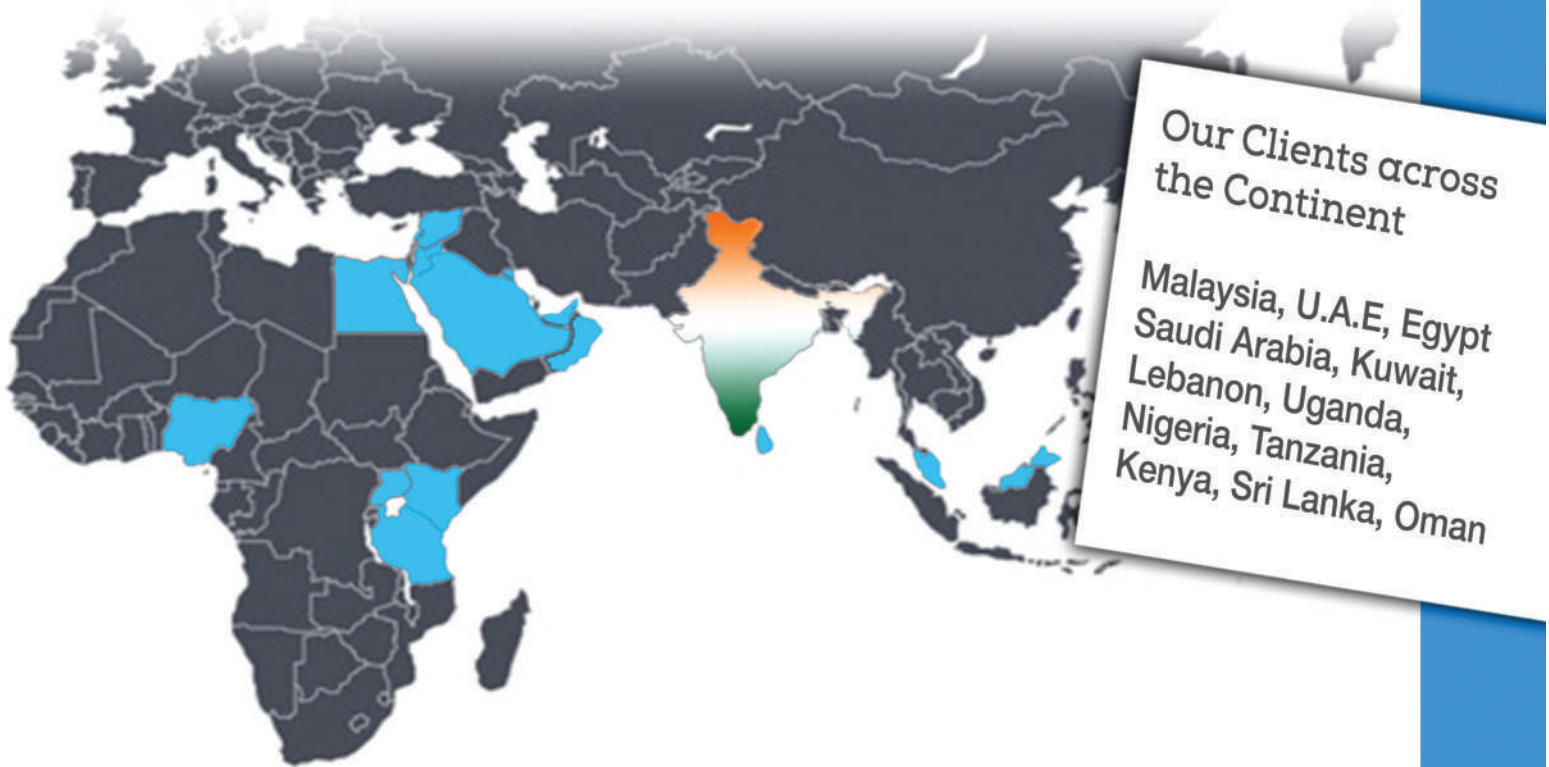 Our Clients across
the Continent
Malaysia, U.A.E, Egypt
Saudi Arabia, Kuwait,
Lebanon, Uganda,
Nigeria, Tanzania,
Kenya, Sri Lanka, Oman